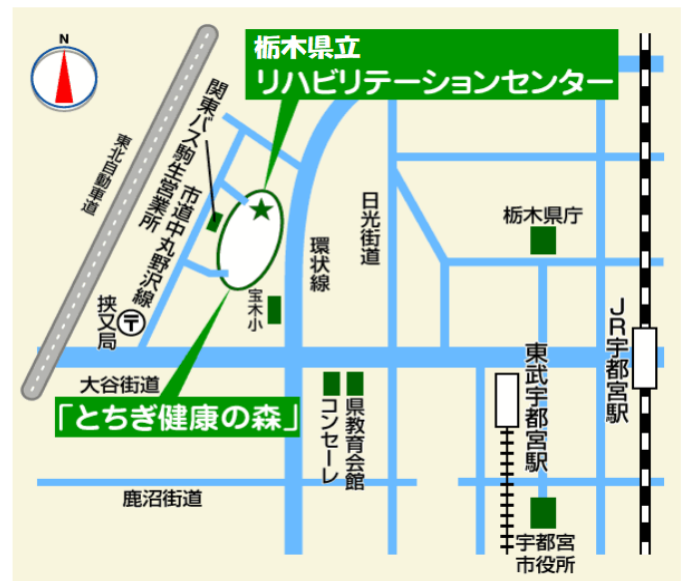 N
栃木県立
リハビリテーションセンター
東北自動車道
関東バス駒生営業所
市道中丸野沢線
挟又局
〒
宝木小
環状線
日光街道
栃木県庁
JR宇都宮駅
東武宇都宮駅
大谷街道
「とちぎ健康の森」
コンセーレ
県教育会館
鹿沼街道
宇都宮
市役所